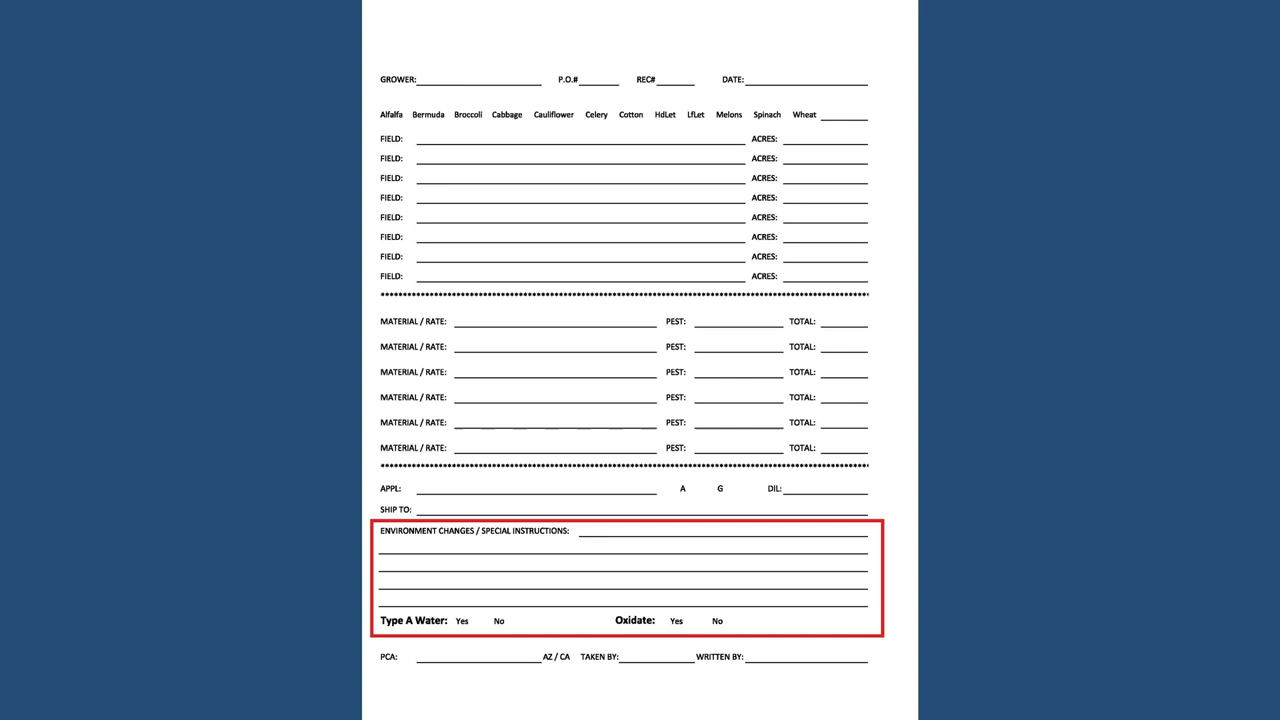 GROWER: P.O.# REC# DATE:
Alfalfa Bermuda Broccoli Cabbage Cauliflower Celery Cotton HdLet LfLet Melons Spinach Wheat
FIELD: ACRES:
FIELD: ACRES:
FIELD: ACRES:
FIELD: ACRES:
FIELD: ACRES:
FIELD: ACRES:
FIELD: ACRES:
FIELD: ACRES:
MATERIAL / RATE: PEST: TOTAL:
MATERIAL / RATE: PEST: TOTAL:
MATERIAL / RATE: PEST: TOTAL:
MATERIAL / RATE: PEST: TOTAL:
MATERIAL / RATE: PEST: TOTAL:
MATERIAL / RATE: PEST: TOTAL:
APPL: A G DIL:
SHIP TO:
ENVIRONMENT CHANGES / SPECIAL INSTRUCTIONS:
Type A Water: Yes No Oxidate: Yes No
PCA: AZ / CA TAKEN BY: WRITTEN BY: